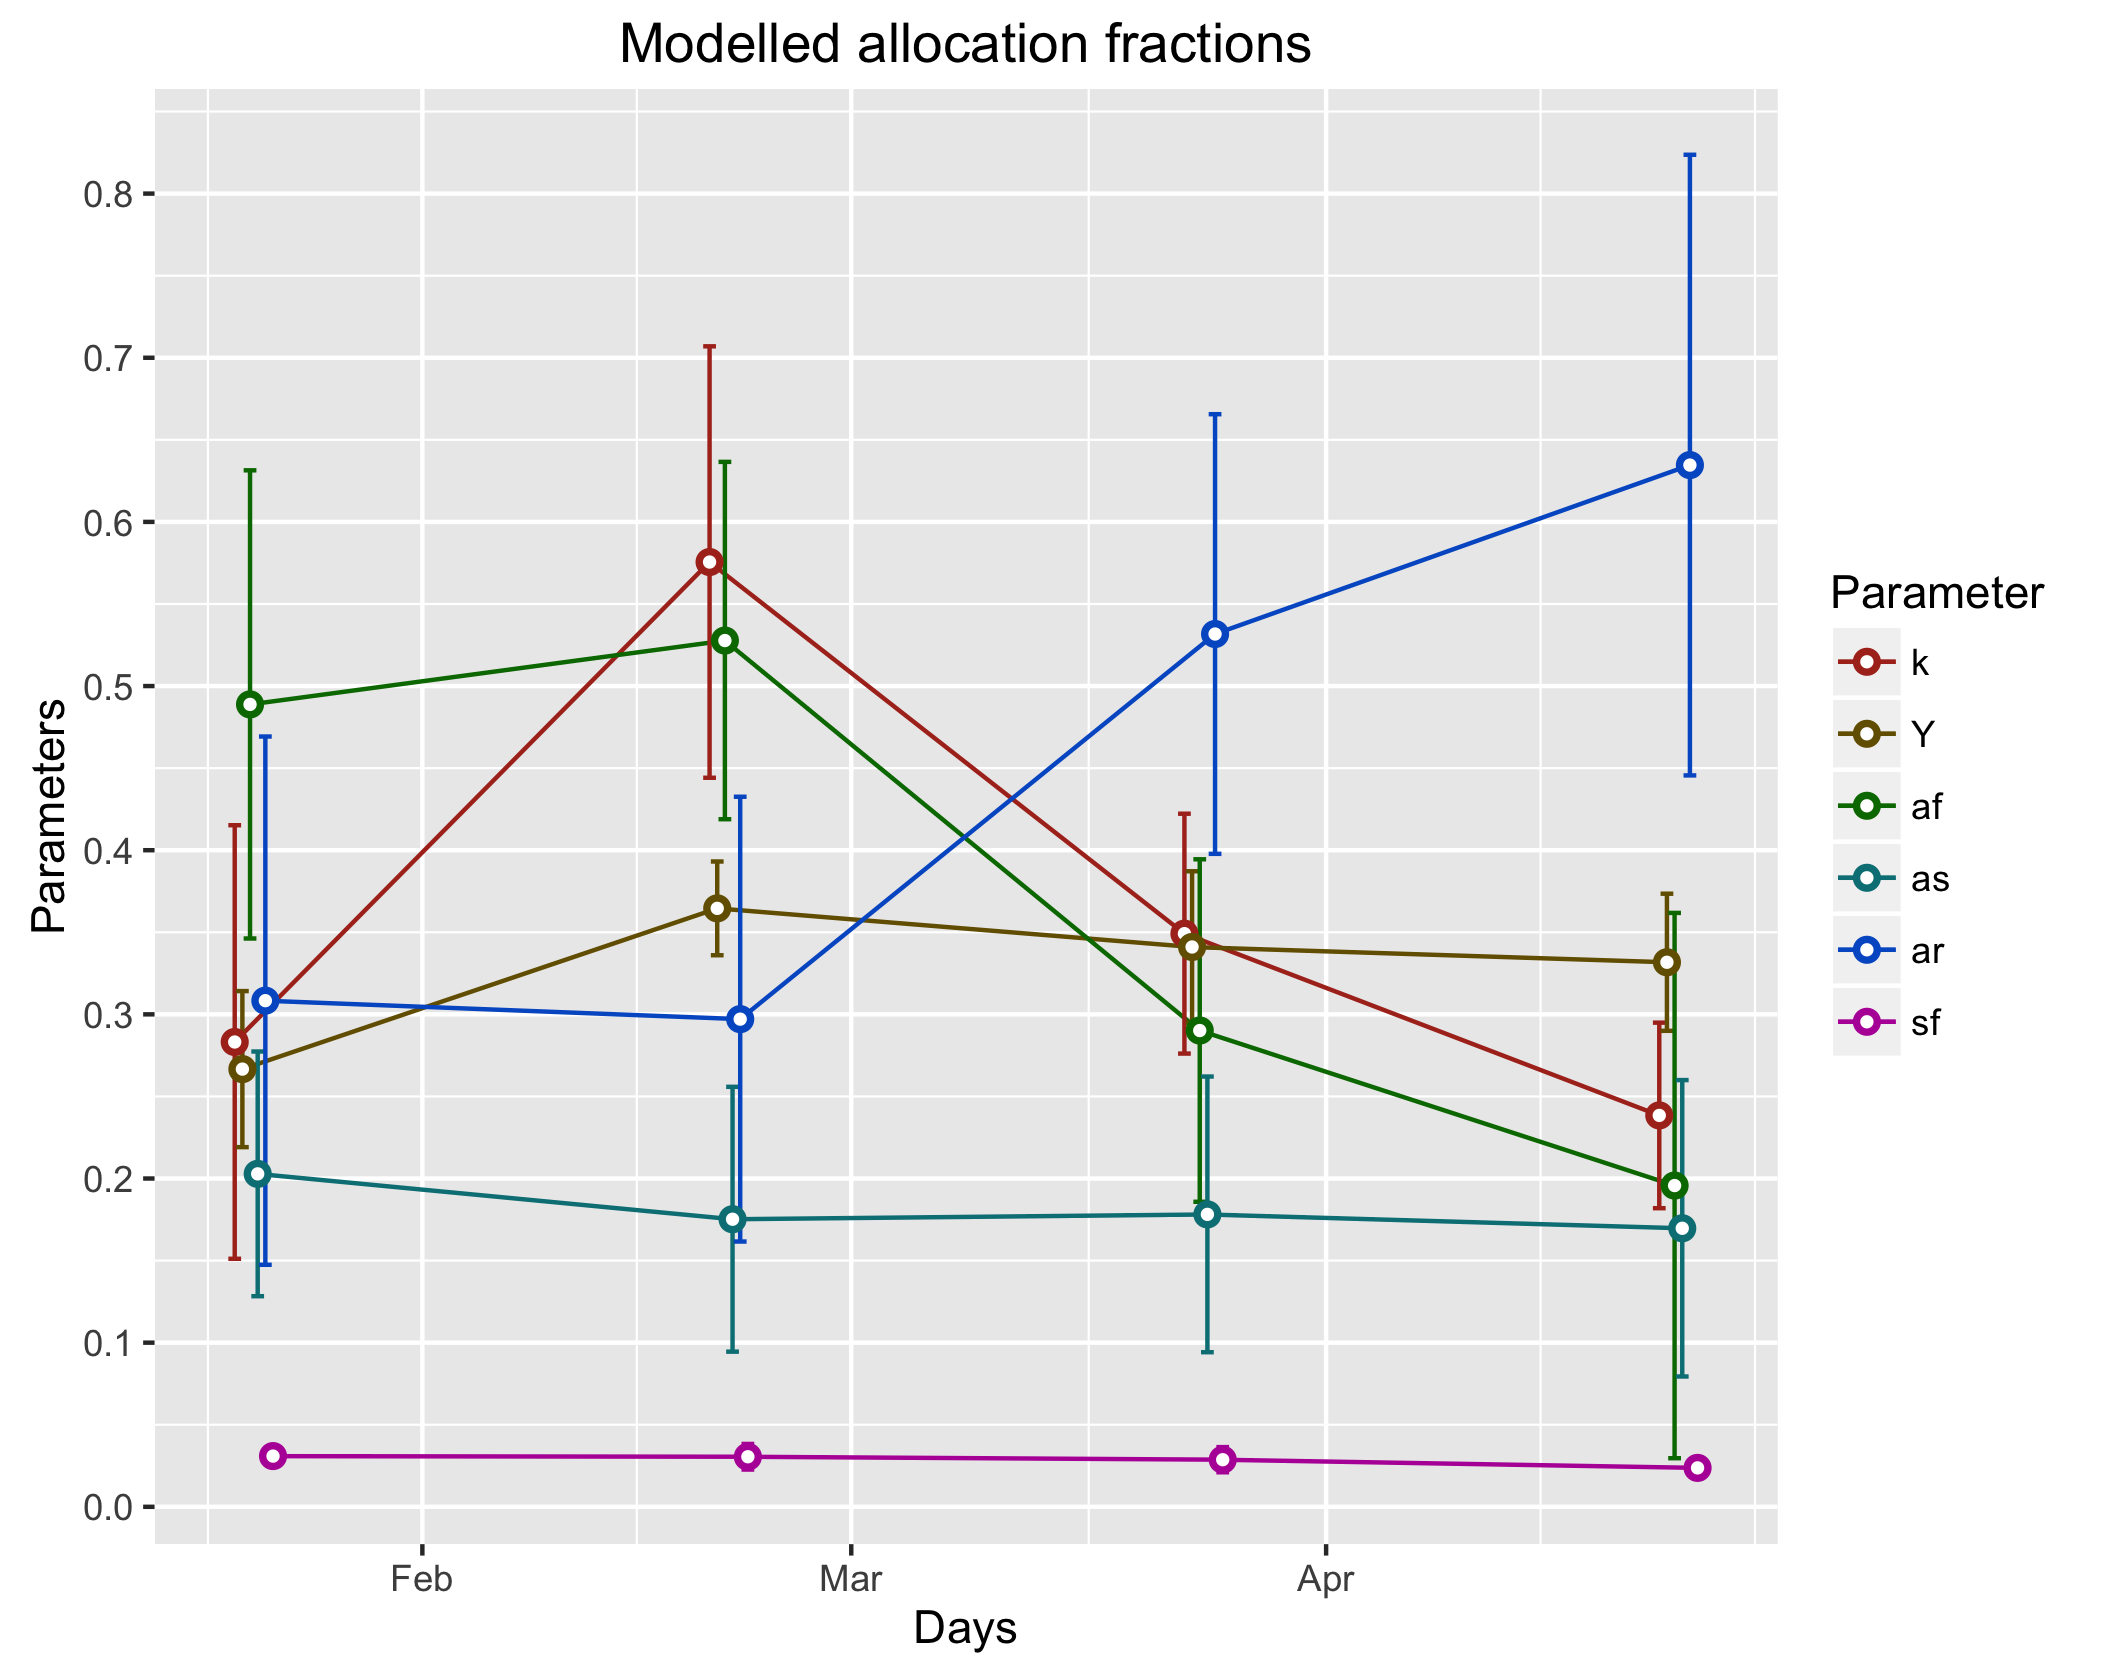 Modelled allocation fractions
Parameters
0.8
0.7
0.6
0.5
0.4
0.3
0.2
0.1
0.0
Feb Mar Apr
Days
Parameter
k
Y
af
as
ar
sf